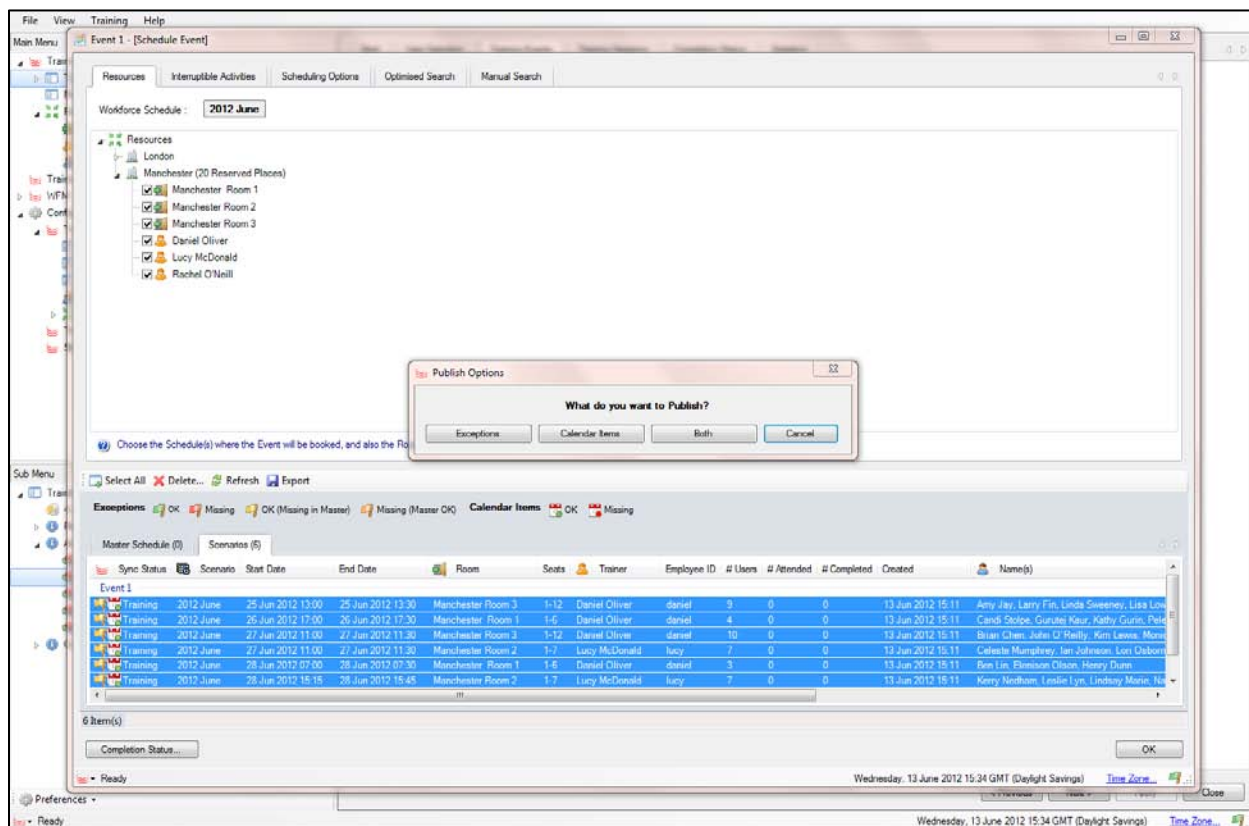 File View Training Help
Main Menu
Event 1 - [Schedule Event]
Resources Interruptible Activities Scheduling Options Optimised Search Manual Search
Workforce Schedule : 2012 June
Resources
London
Manchester (20 Reserved Places)
Manchester Room 1
Manchester Room 2
Manchester Room 3
Daniel Oliver
Lucy McDonald
Rachel O'Neill
Publish Options
What do you want to Publish?
Exceptions Calendar Items Both Cancel
Choose the Schedule(s) where the Event will be booked, and also the
Sub Menu
Select All Delete... Refresh Export
Exceptions OK Missing OK (Missing in Master) Missing (Master OK) Calendar Items OK Missing
Master Schedule (0) Scenarios (6)
Sync Status Scenario Start Date End Date Room Seats Trainer Employee ID # Users # Attended # Completed Created Name(s)
Event 1
Training 2012 June 25 Jun 2012 13:00 25 Jun 2012 13:30 Manchester Room 3 1-12 Daniel Oliver daniel 9 0 0 13 Jun 2012 15:11 Amy Jay, Larry Fin, Linda Sweeney, Lisa
Training 2012 June 26 Jun 2012 17:00 26 Jun 2012 17:30 Manchester Room 1 1-6 Daniel Oliver daniel 4 0 0 13 Jun 2012 15:11 Candi Stolpe, Gurutej Kaur, Kathy Gurin,
Training 2012 June 27 Jun 2012 11:00 27 Jun 2012 11:30 Manchester Room 3 1-12 Daniel Oliver daniel 10 0 0 13 Jun 2012 15:11 Brian Chen, John O'Reilly, Kim Lewis,
Training 2012 June 27 Jun 2012 11:00 27 Jun 2012 11:30 Manchester Room 2 1-7 Lucy McDonald lucy 7 0 0 13 Jun 2012 15:11 Celeste Mumphrey, Ian Johnson, Lori
Training 2012 June 28 Jun 2012 07:00 28 Jun 2012 07:30 Manchester Room 1 1-6 Daniel Oliver daniel 3 0 0 13 Jun 2012 15:11 Ben Lin, Olson, Henry Dunn
Training 2012 June 28 Jun 2012 15:15 28 Jun 2012 15:45 Manchester Room 2 1-7 Lucy McDonald lucy 7 0 0 13 Jun 2012 15:11 Kerry Nedham, Leslie Lyn, Lindsay Marie,
6 Item(s)
Completion Status... OK
Ready Wednesday, 13 June 2012 15:34 GMT (Daylight Savings) Time Zone...
Preferences Close
Ready Wednesday, 13 June 2012 15:34 GMT (Daylight Savings) Time Zone...